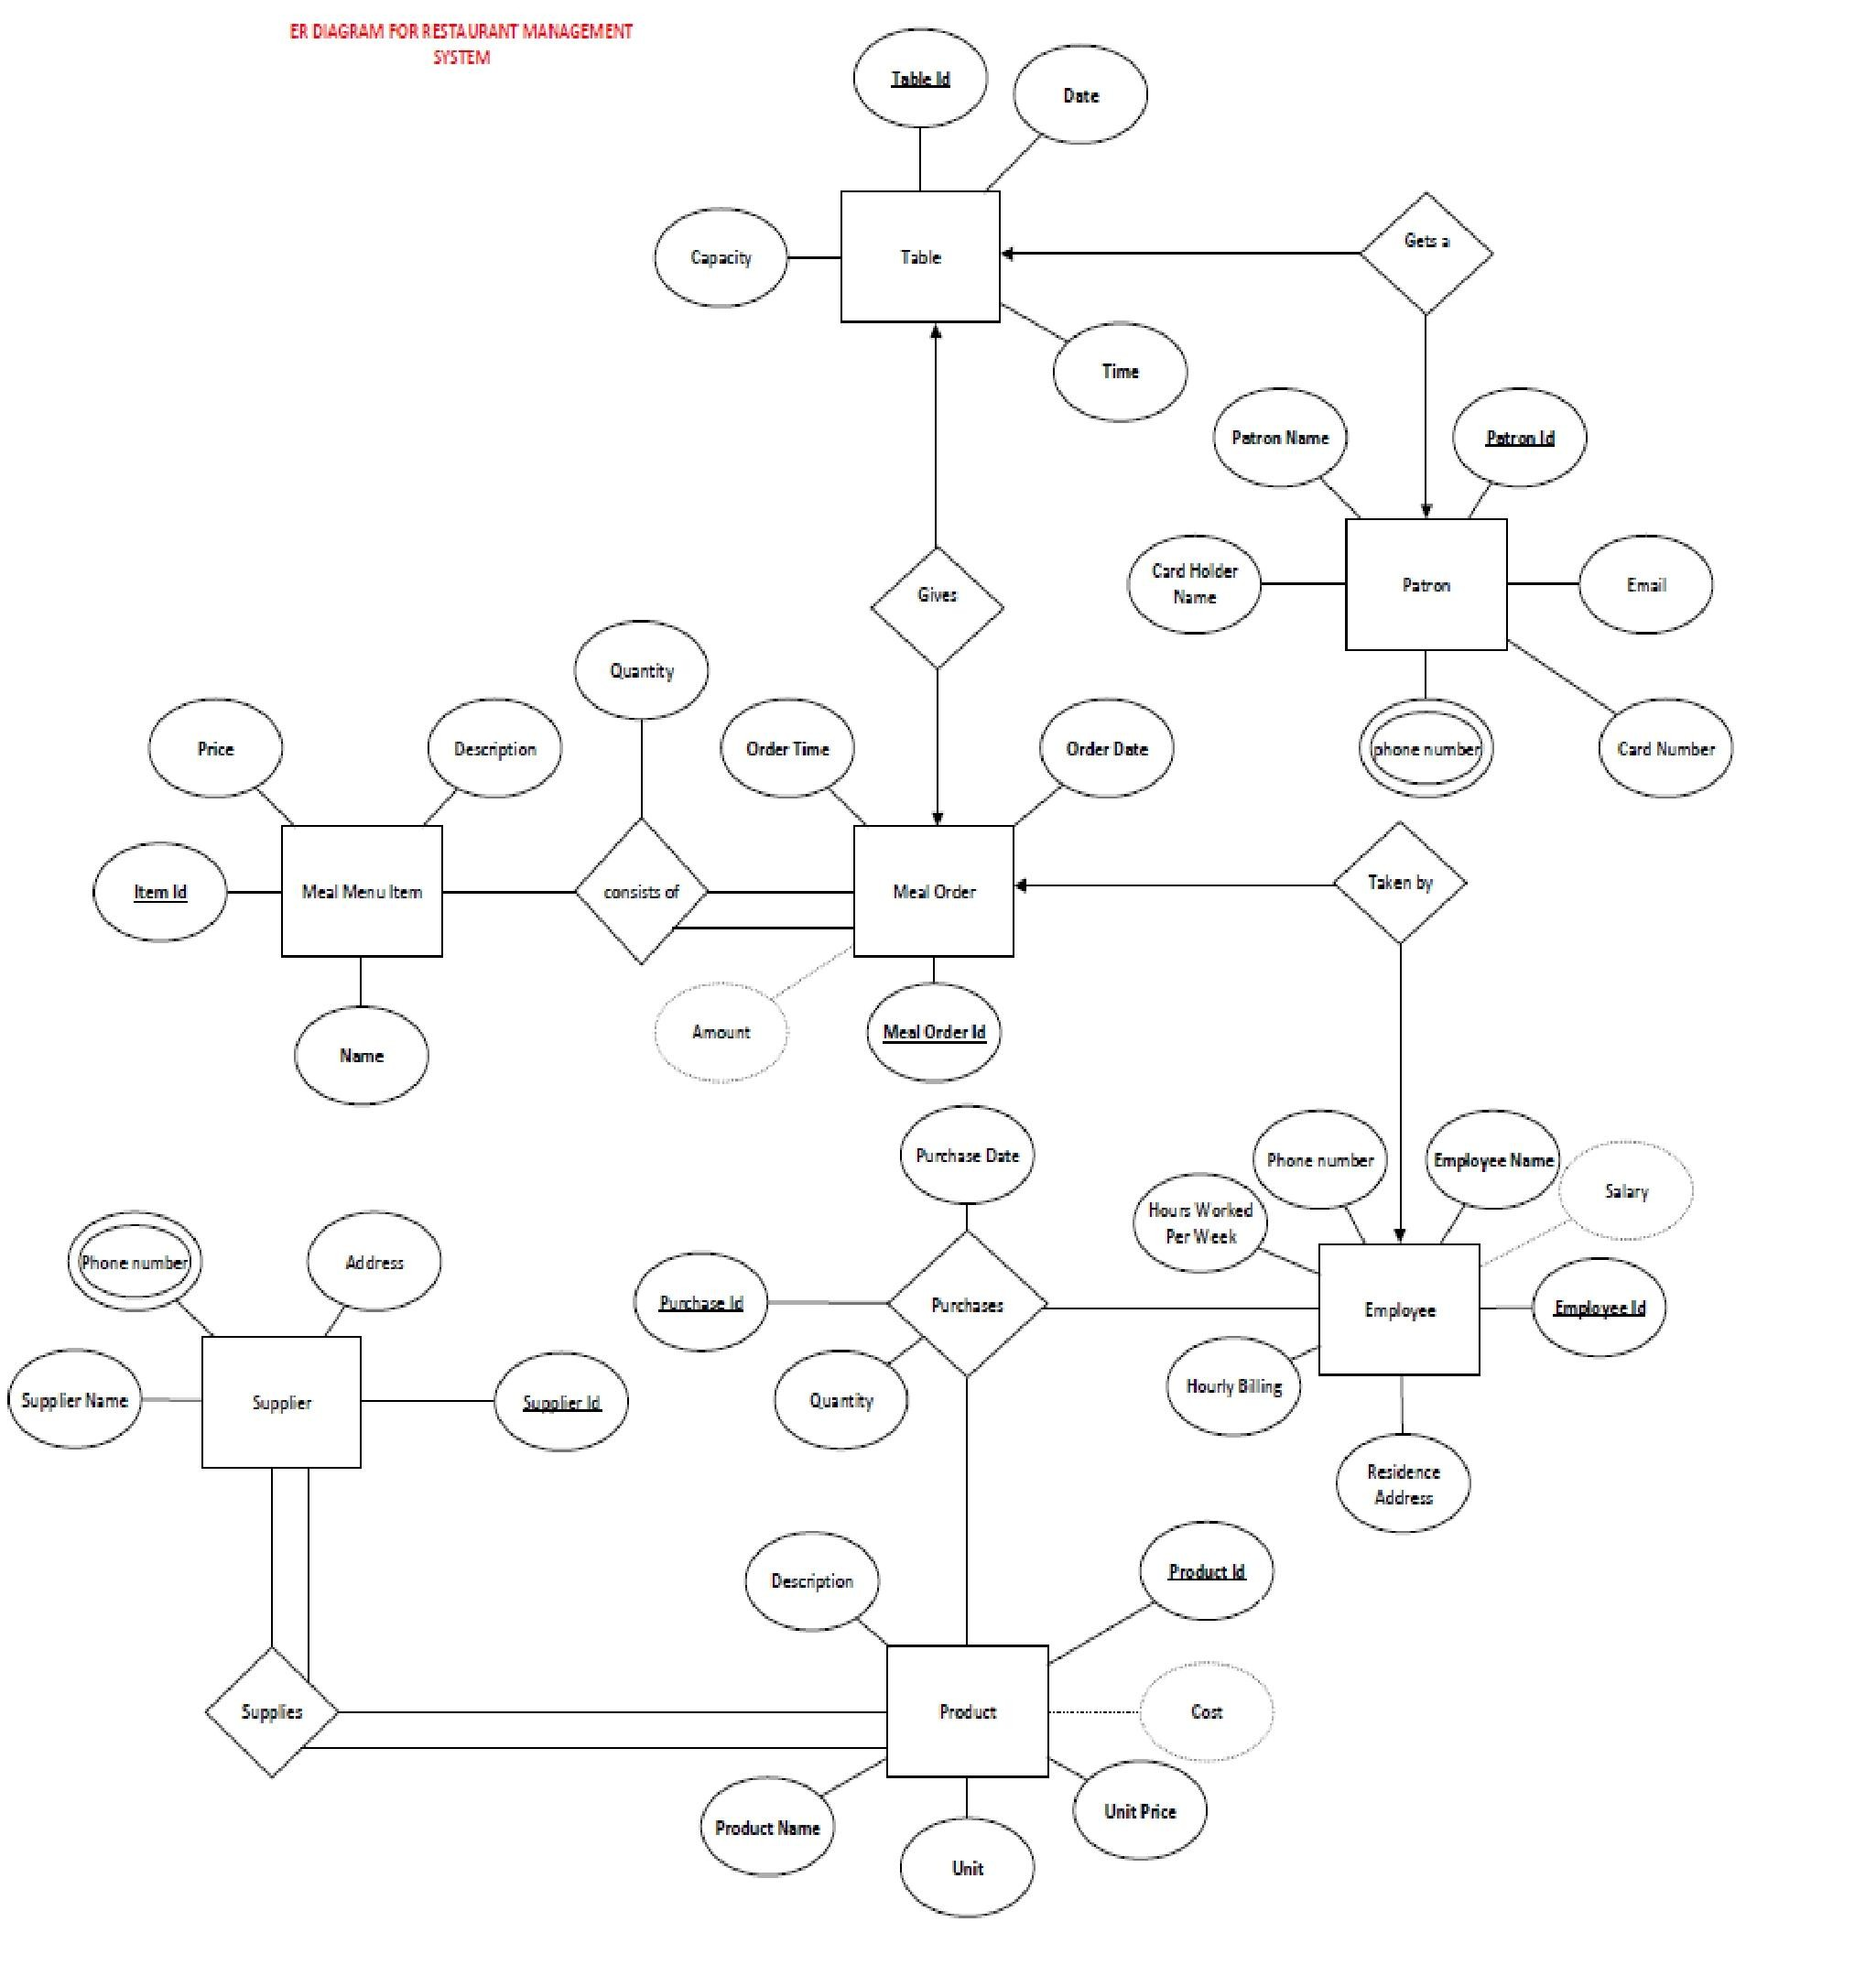 ER DIAGRAM FOR RESTAURANT MANAGEMENT
SYSTEM
Table Id
Date
Capacity
Table
Gets a
Time
Patron Name
Patron Id
Card Holder
Name
Patron
Email
Gives
Quantity
Price
Description
Order Time
Order Date
phone number
Card Number
Item Id
Meal Menu Item
consists of
Meal Order
Taken by
Amount
Meal Order Id
Name
Purchase Date
Phone number
Employee Name
Salary
Hours Worked
Per Week
Phone number
Address
Purchase Id
Purchases
Employee
Employee Id
Supplier Name
Supplier
Supplier Id
Quantity
Hourly Billing
Residence
Address
Description
Product Id
Supplies
Product
Cost
Product Name
Unit Price
Unit